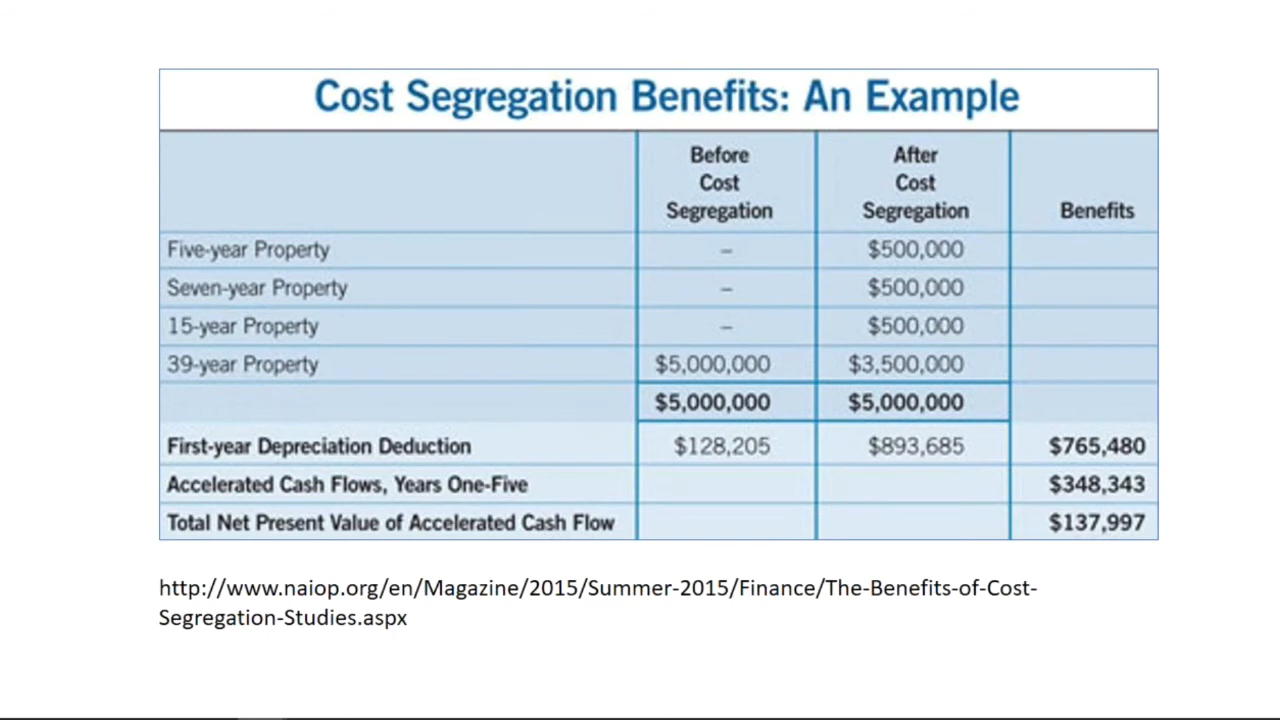 Cost Segregation Benefits: An Example
Before
Cost
Segregation
After
Cost
Segregation
Benefits
Five-year Property – $500,000
Seven-year Property – $500,000
15-year Property – $500,000
39-year Property $5,000,000 $3,500,000
$5,000,000 $5,000,000
First-year Depreciation Deduction $128,205 $893,685 $765,480
Accelerated Cash Flows, Years One-Five $348,343
Total Net Present Value of Accelerated Cash Flow $137,997
http://www.naiop.org/en/Magazine/2015/Summer-2015/Finance/The-Benefits-of-Cost-
Segregation-Studies.aspx